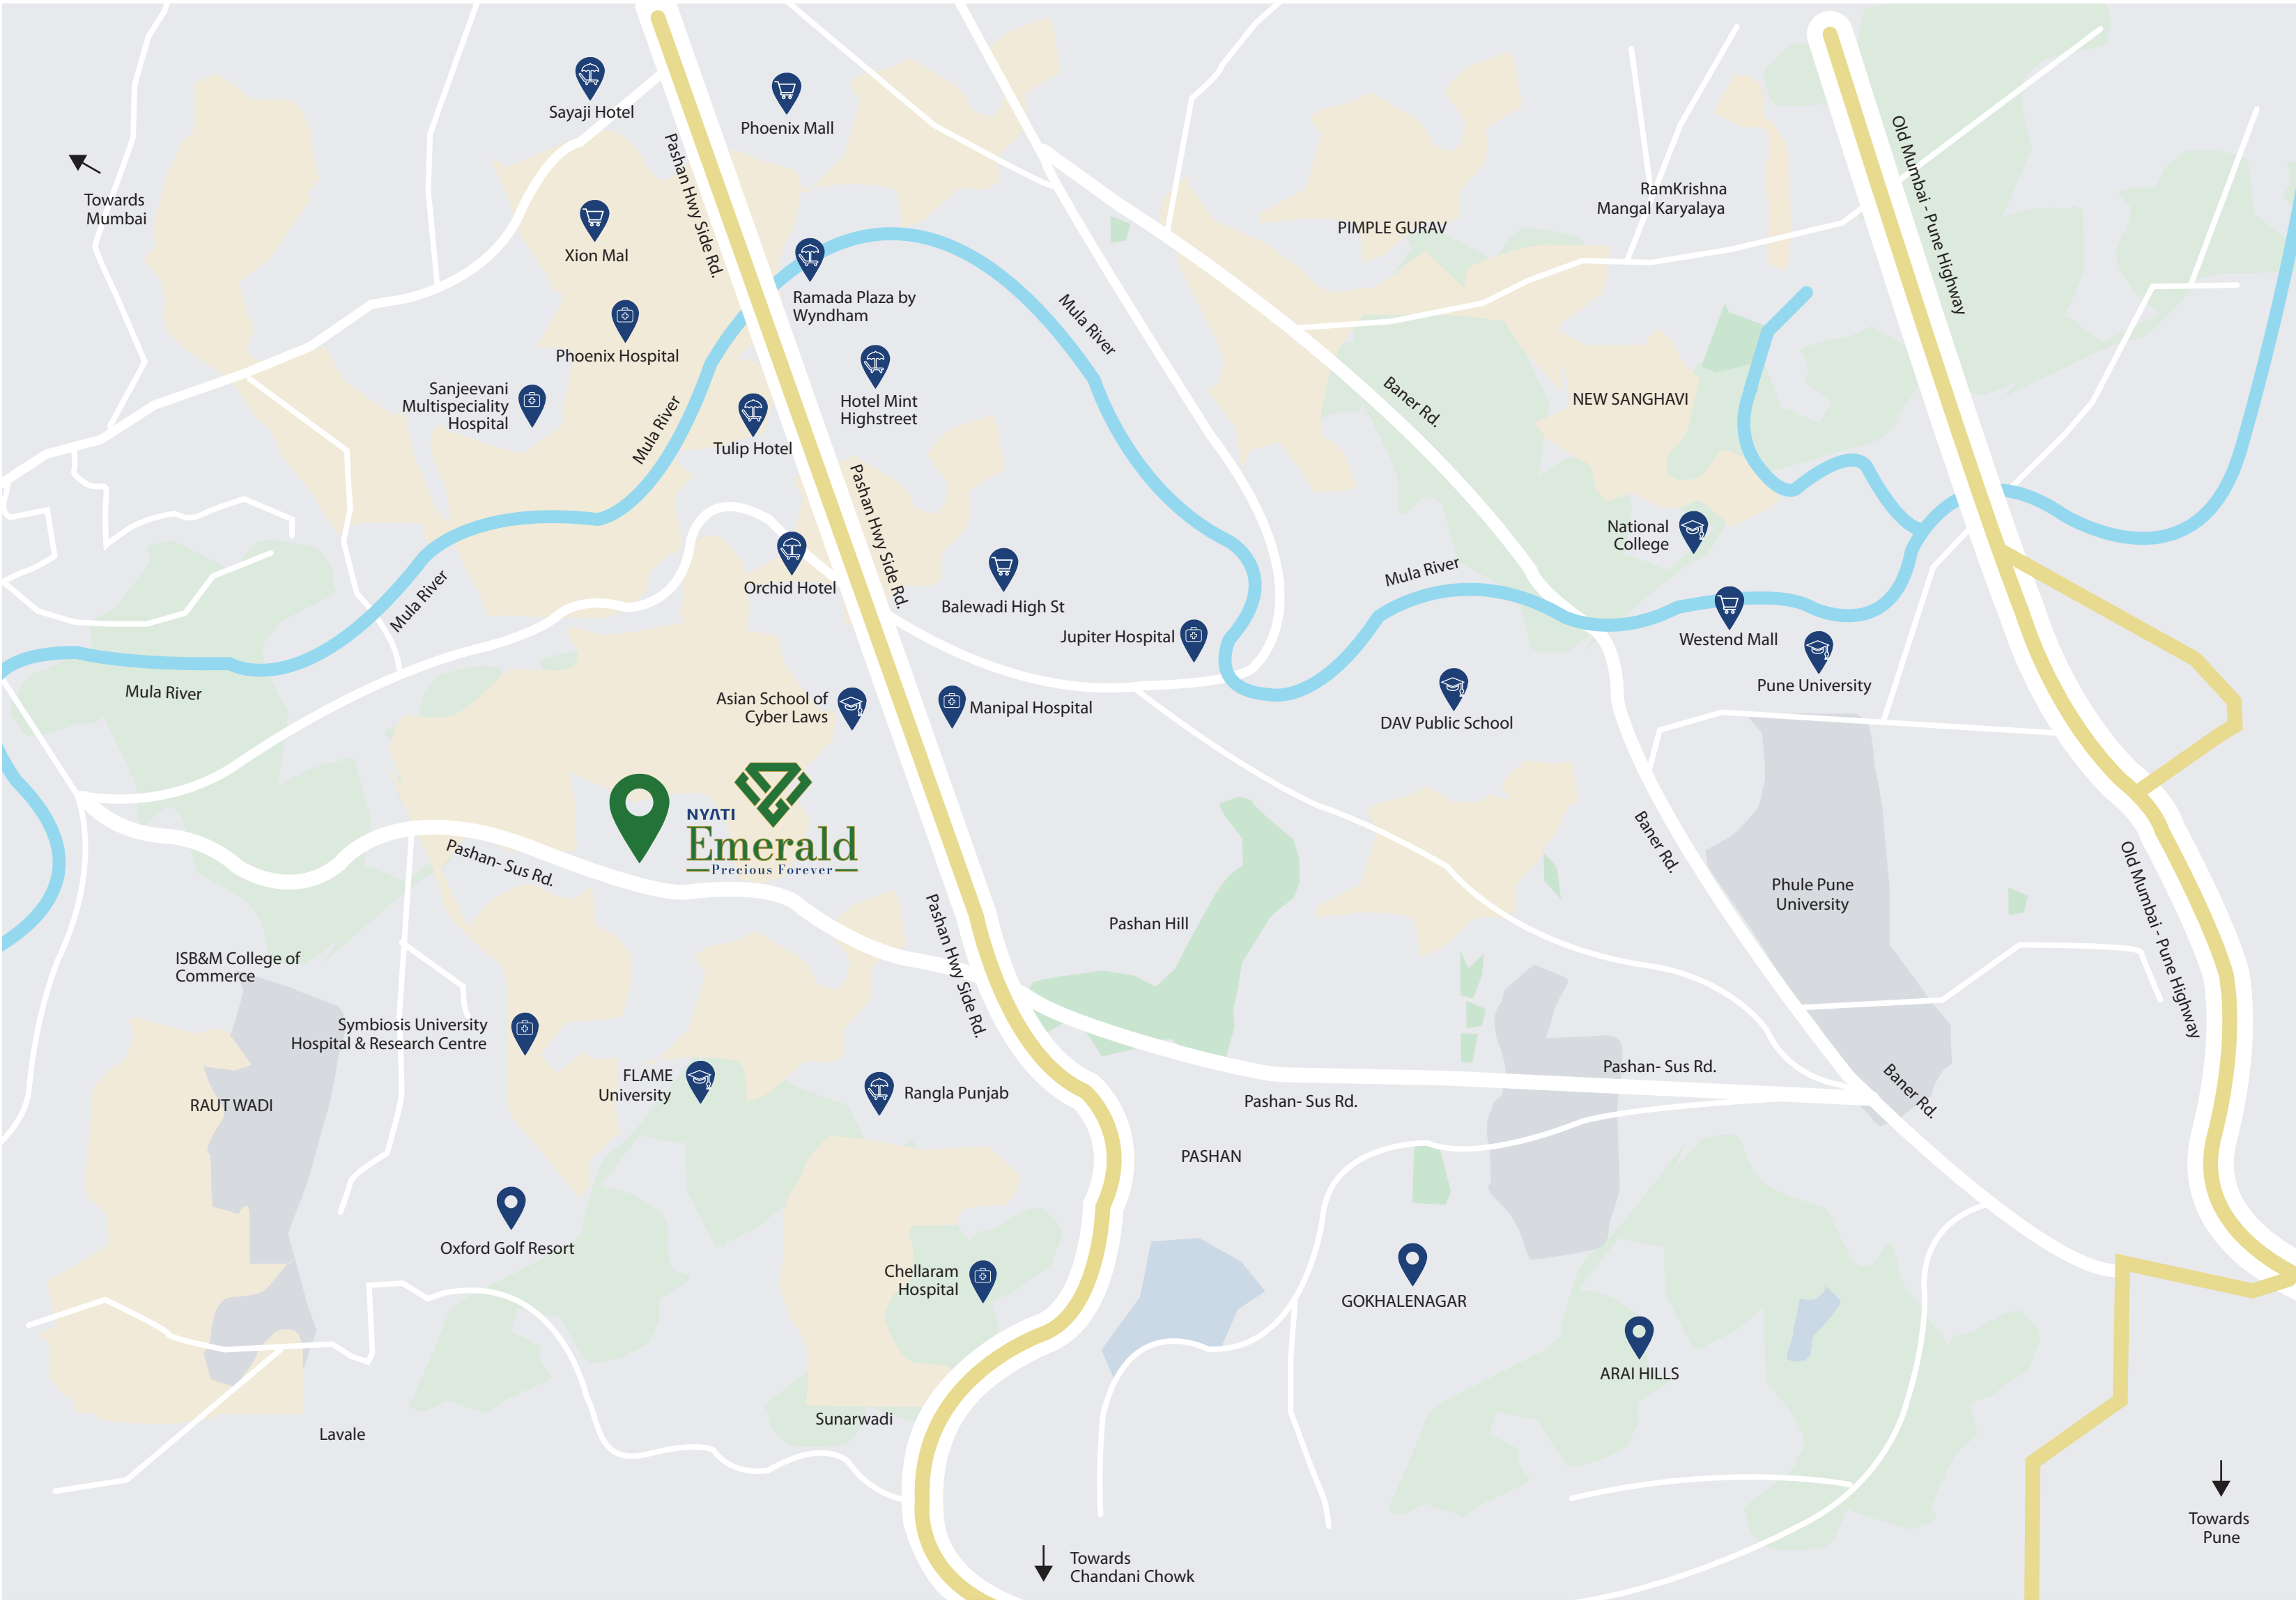 Sayaji Hotel
Phoenix Mall
Pashan Hwy Side Rd.
Old Mumbai - Pune Highway
Towards
Mumbai
RamKrishna
Mangal Karyalaya
PIMPLE GURAV
Xion Mal
Ramada Plaza by
Wyndham
Mula River
Phoenix Hospital
Sanjeevani
Multispeciality
Hospital
Mula River
Tulip Hotel
Hotel Mint
Highstreet
Baner Rd.
NEW SANGHAVI
Pashan Hwy Side Rd.
National
College
Mula River
Orchid Hotel
Balewadi High St
Mula River
Jupiter Hospital
Westend Mall
Pune University
Mula River
Asian School of
Cyber Laws
Manipal Hospital
DAV Public School
NYATI
Emerald
Precious Forever
Pashan- Sus Rd.
Baner Rd.
Phule Pune
University
Old Mumbai - Pune Highway
Pashan Hill
Pashan Hwy Side Rd.
ISB&M College of
Commerce
Symbiosis University
Hospital & Research Centre
FLAME
University
Rangla Punjab
Pashan- Sus Rd.
Pashan- Sus Rd.
Baner Rd.
RAUT WADI
PASHAN
Oxford Golf Resort
Chellaram
Hospital
GOKHALENAGAR
ARAI HILLS
Sunarwadi
Lavale
Towards
Pune
Towards
Chandani Chowk